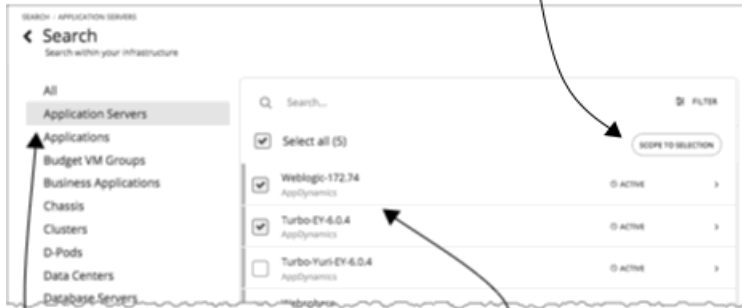 SEARCH / APPLICATION SERVERS
Search
Search within your infrastructure
All
Application Servers
Applications
Budget VM Groups
Business Applications
Chassis
Clusters
D-Pods
Data Centers
Database Servers
Search...
FILTER
Select all (5)
SCOPE TO SELECTION
Weblogic-172.74
AppDynamics
ACTIVE
Turbo-EY-6.0.4
AppDynamics
ACTIVE
Turbo-Yuri-EY-6.0.4
AppDynamics
ACTIVE